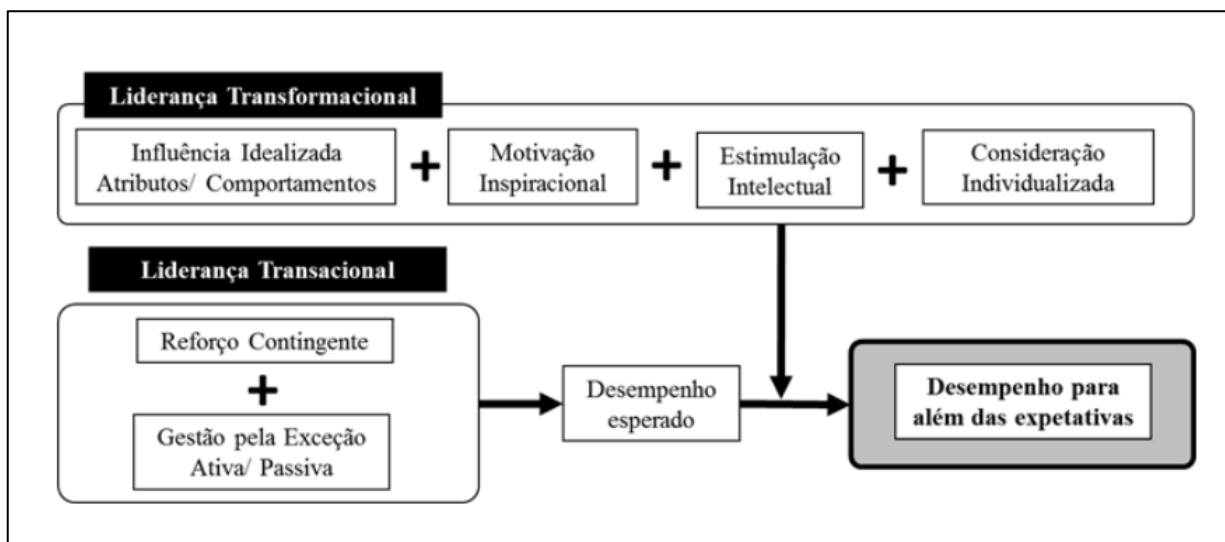 Liderança Transformacional
Influência Idealizada
Atributos/ Comportamentos
+
Motivação
Inspiracional
+
Estimulação
Intelectual
+
Consideração
Individualizada
Liderança Transacional
Reforço Contingente
+
Gestão pela Exceção
Ativa/ Passiva
Desempenho
esperado
Desempenho para
além das expetativas